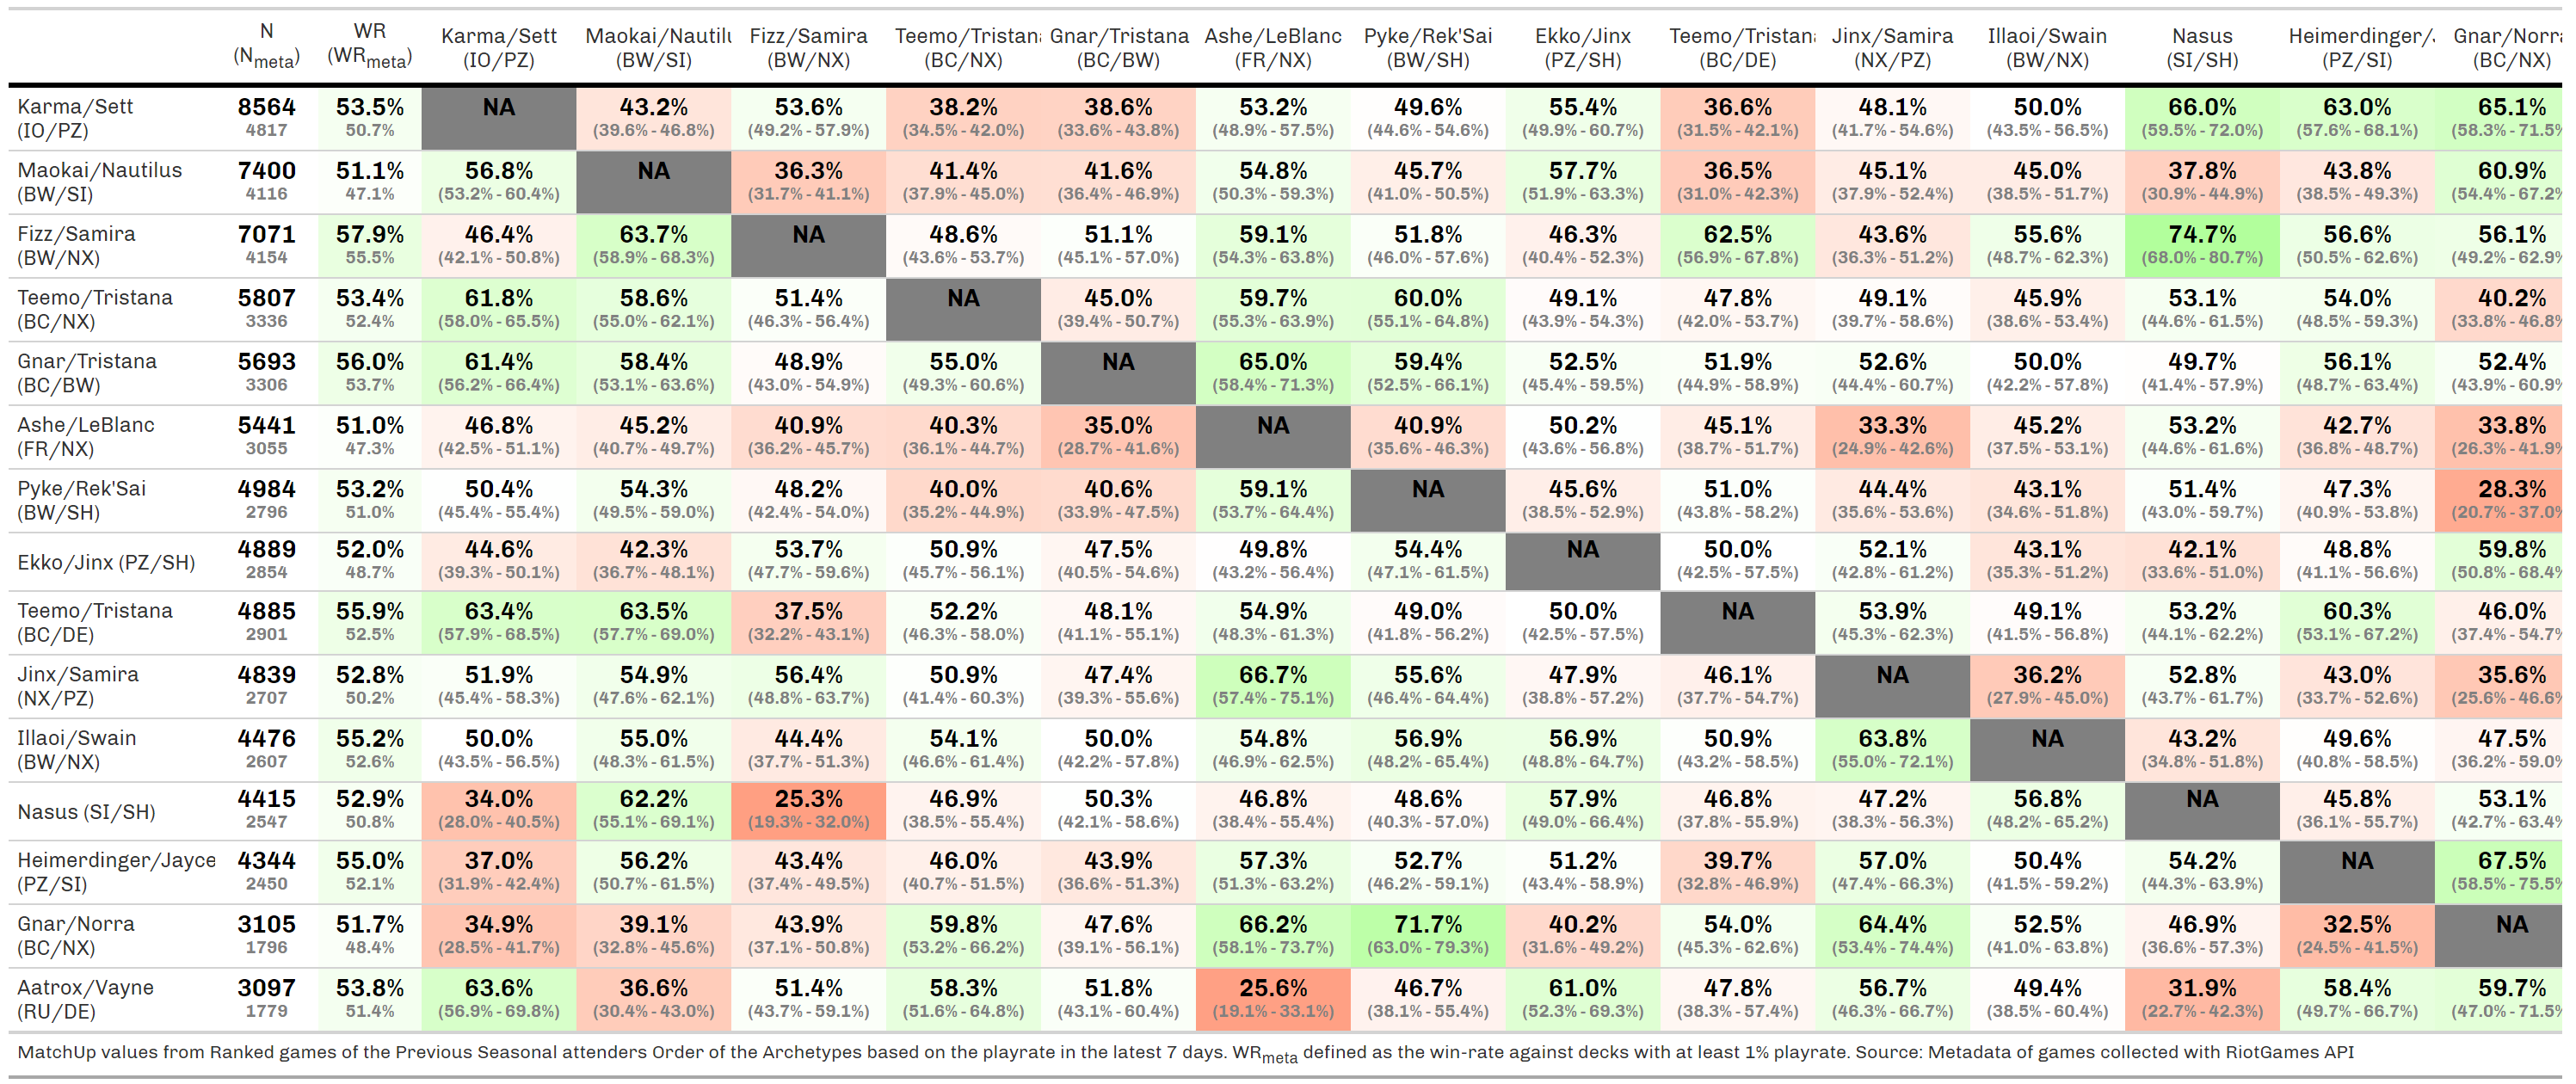 N WR Karma/Sett Maokai/Nautilu Fizz/Samira Teemo/Tristana Gnar/Tristana Ashe/LeBlanc Pyke/Rek'Sai Ekko/Jinx Teemo/Tristana Jinx/Samira Illaoi/Swain Nasus Heimerdinger/J Gnar/Norra
(Nmeta) (WRmeta) (IO/PZ) (BW/SI) (BW/NX) (BC/NX) (BC/BW) (FR/NX) (BW/SH) (PZ/SH) (BC/DE) (NX/PZ) (BW/NX) (SI/SH) (PZ/SI) (BC/NX)
Karma/Sett 8564 53.5% NA 43.2% 53.6% 38.2% 38.6% 53.2% 49.6% 55.4% 36.6% 48.1% 50.0% 66.0% 63.0% 65.1%
(IO/PZ) 4817 50.7% (39.6% - 46.8%) (49.2% - 57.9%) (34.5% - 42.0%) (33.6% - 43.8%) (48.9% - 57.5%) (44.6% - 54.6%) (49.9% - 60.7%) (31.5% - 42.1%) (41.7% - 54.6%) (43.5% - 56.5%) (59.5% - 72.0%) (57.6% - 68.1%) (58.3% - 71.5%
Maokai/Nautilus 7400 51.1% 56.8% NA 36.3% 41.4% 41.6% 54.8% 45.7% 57.7% 36.5% 45.1% 45.0% 37.8% 43.8% 60.9%
(BW/SI) 4116 47.1% (53.2% - 60.4%) (31.7% - 41.1%) (37.9% - 45.0%) (36.4% - 46.9%) (50.3% - 59.3%) (41.0% - 50.5%) (51.9% - 63.3%) (31.0% - 42.3%) (37.9% - 52.4%) (38.5% - 51.7%) (30.9% - 44.9%) (38.5% - 49.3%) (54.4% - 67.2%
Fizz/Samira 7071 57.9% 46.4% 63.7% NA 48.6% 51.1% 59.1% 51.8% 46.3% 62.5% 43.6% 55.6% 74.7% 56.6% 56.1%
(BW/NX) 4154 55.5% (42.1% - 50.8%) (58.9% - 68.3%) (43.6% - 53.7%) (45.1% - 57.0%) (54.3% - 63.8%) (46.0% - 57.6%) (40.4% - 52.3%) (56.9% - 67.8%) (36.3% - 51.2%) (48.7% - 62.3%) (68.0% - 80.7%) (50.5% - 62.6%) (49.2% - 62.9%
Teemo/Tristana 5807 53.4% 61.8% 58.6% 51.4% NA 45.0% 59.7% 60.0% 49.1% 47.8% 49.1% 45.9% 53.1% 54.0% 40.2%
(BC/NX) 3336 52.4% (58.0% - 65.5%) (55.0% - 62.1%) (46.3% - 56.4%) (39.4% - 50.7%) (55.3% - 63.9%) (55.1% - 64.8%) (43.9% - 54.3%) (42.0% - 53.7%) (39.7% - 58.6%) (38.6% - 53.4%) (44.6% - 61.5%) (48.5% - 59.3%) (33.8% - 46.8%
Gnar/Tristana 5693 56.0% 61.4% 58.4% 48.9% 55.0% NA 65.0% 59.4% 52.5% 51.9% 52.6% 50.0% 49.7% 56.1% 52.4%
(BC/BW) 3306 53.7% (56.2% - 66.4%) (53.1% - 63.6%) (43.0% - 54.9%) (49.3% - 60.6%) (58.4% - 71.3%) (52.5% - 66.1%) (45.4% - 59.5%) (44.9% - 58.9%) (44.4% - 60.7%) (42.2% - 57.8%) (41.4% - 57.9%) (48.7% - 63.4%) (43.9% - 60.9%
Ashe/LeBlanc 5441 51.0% 46.8% 45.2% 40.9% 40.3% 35.0% NA 40.9% 50.2% 45.1% 33.3% 45.2% 53.2% 42.7% 33.8%
(FR/NX) 3055 47.3% (42.5% - 51.1%) (40.7% - 49.7%) (36.2% - 45.7%) (36.1% - 44.7%) (28.7% - 41.6%) (35.6% - 46.3%) (43.6% - 56.8%) (38.7% - 51.7%) (24.9% - 42.6%) (37.5% - 53.1%) (44.6% - 61.6%) (36.8% - 48.7%) (26.3% - 41.9%
Pyke/Rek'Sai 4984 53.2% 50.4% 54.3% 48.2% 40.0% 40.6% 59.1% NA 45.6% 51.0% 44.4% 43.1% 51.4% 47.3% 28.3%
(BW/SH) 2796 51.0% (45.4% - 55.4%) (49.5% - 59.0%) (42.4% - 54.0%) (35.2% - 44.9%) (33.9% - 47.5%) (53.7% - 64.4%) (38.5% - 52.9%) (43.8% - 58.2%) (35.6% - 53.6%) (34.6% - 51.8%) (43.0% - 59.7%) (40.9% - 53.8%) (20.7% - 37.0%
Ekko/Jinx (PZ/SH) 4889 52.0% 44.6% 42.3% 53.7% 50.9% 47.5% 49.8% 54.4% NA 50.0% 52.1% 43.1% 42.1% 48.8% 59.8%
2854 48.7% (39.3% - 50.1%) (36.7% - 48.1%) (47.7% - 59.6%) (45.7% - 56.1%) (40.5% - 54.6%) (43.2% - 56.4%) (47.1% - 61.5%) (42.5% - 57.5%) (42.8% - 61.2%) (35.3% - 51.2%) (33.6% - 51.0%) (41.1% - 56.6%) (50.8% - 68.4%
Teemo/Tristana 4885 55.9% 63.4% 63.5% 37.5% 52.2% 48.1% 54.9% 49.0% 50.0% NA 53.9% 49.1% 53.2% 60.3% 46.0%
(BC/DE) 2901 52.5% (57.9% - 68.5%) (57.7% - 69.0%) (32.2% - 43.1%) (46.3% - 58.0%) (41.1% - 55.1%) (48.3% - 61.3%) (41.8% - 56.2%) (42.5% - 57.5%) (45.3% - 62.3%) (41.5% - 56.8%) (44.1% - 62.2%) (53.1% - 67.2%) (37.4% - 54.7%
Jinx/Samira 4839 52.8% 51.9% 54.9% 56.4% 50.9% 47.4% 66.7% 55.6% 47.9% 46.1% NA 36.2% 52.8% 43.0% 35.6%
(NX/PZ) 2707 50.2% (45.4% - 58.3%) (47.6% - 62.1%) (48.8% - 63.7%) (41.4% - 60.3%) (39.3% - 55.6%) (57.4% - 75.1%) (46.4% - 64.4%) (38.8% - 57.2%) (37.7% - 54.7%) (27.9% - 45.0%) (43.7% - 61.7%) (33.7% - 52.6%) (25.6% - 46.6%
Illaoi/Swain 4476 55.2% 50.0% 55.0% 44.4% 54.1% 50.0% 54.8% 56.9% 56.9% 50.9% 63.8% NA 43.2% 49.6% 47.5%
(BW/NX) 2607 52.6% (43.5% - 56.5%) (48.3% - 61.5%) (37.7% - 51.3%) (46.6% - 61.4%) (42.2% - 57.8%) (46.9% - 62.5%) (48.2% - 65.4%) (48.8% - 64.7%) (43.2% - 58.5%) (55.0% - 72.1%) (34.8% - 51.8%) (40.8% - 58.5%) (36.2% - 59.0%
Nasus (SI/SH) 4415 52.9% 34.0% 62.2% 25.3% 46.9% 50.3% 46.8% 48.6% 57.9% 46.8% 47.2% 56.8% NA 45.8% 53.1%
2547 50.8% (28.0% - 40.5%) (55.1% - 69.1%) (19.3% - 32.0%) (38.5% - 55.4%) (42.1% - 58.6%) (38.4% - 55.4%) (40.3% - 57.0%) (49.0% - 66.4%) (37.8% - 55.9%) (38.3% - 56.3%) (48.2% - 65.2%) (36.1% - 55.7%) (42.7% - 63.4%
Heimerdinger/Jayce 4344 55.0% 37.0% 56.2% 43.4% 46.0% 43.9% 57.3% 52.7% 51.2% 39.7% 57.0% 50.4% 54.2% NA 67.5%
(PZ/SI) 2450 52.1% (31.9% - 42.4%) (50.7% - 61.5%) (37.4% - 49.5%) (40.7% - 51.5%) (36.6% - 51.3%) (51.3% - 63.2%) (46.2% - 59.1%) (43.4% - 58.9%) (32.8% - 46.9%) (47.4% - 66.3%) (41.5% - 59.2%) (44.3% - 63.9%) (58.5% - 75.5%
Gnar/Norra 3105 51.7% 34.9% 39.1% 43.9% 59.8% 47.6% 66.2% 71.7% 40.2% 54.0% 64.4% 52.5% 46.9% 32.5% NA
(BC/NX) 1796 48.4% (28.5% - 41.7%) (32.8% - 45.6%) (37.1% - 50.8%) (53.2% - 66.2%) (39.1% - 56.1%) (58.1% - 73.7%) (63.0% - 79.3%) (31.6% - 49.2%) (45.3% - 62.6%) (53.4% - 74.4%) (41.0% - 63.8%) (36.6% - 57.3%) (24.5% - 41.5%)
Aatrox/Vayne 3097 53.8% 63.6% 36.6% 51.4% 58.3% 51.8% 25.6% 46.7% 61.0% 47.8% 56.7% 49.4% 31.9% 58.4% 59.7%
(RU/DE) 1779 51.4% (56.9% - 69.8%) (30.4% - 43.0%) (43.7% - 59.1%) (51.6% - 64.8%) (43.1% - 60.4%) (19.1% - 33.1%) (38.1% - 55.4%) (52.3% - 69.3%) (38.3% - 57.4%) (46.3% - 66.7%) (38.5% - 60.4%) (22.7% - 42.3%) (49.7% - 66.7%) (47.0% - 71.5%
MatchUp values from Ranked games of the Previous Seasonal attenders Order of the Archetypes based on the playrate in the latest 7 days. WRmeta defined as the win-rate against decks with at least 1% playrate. Source: Metadata of games collected with RiotGames API